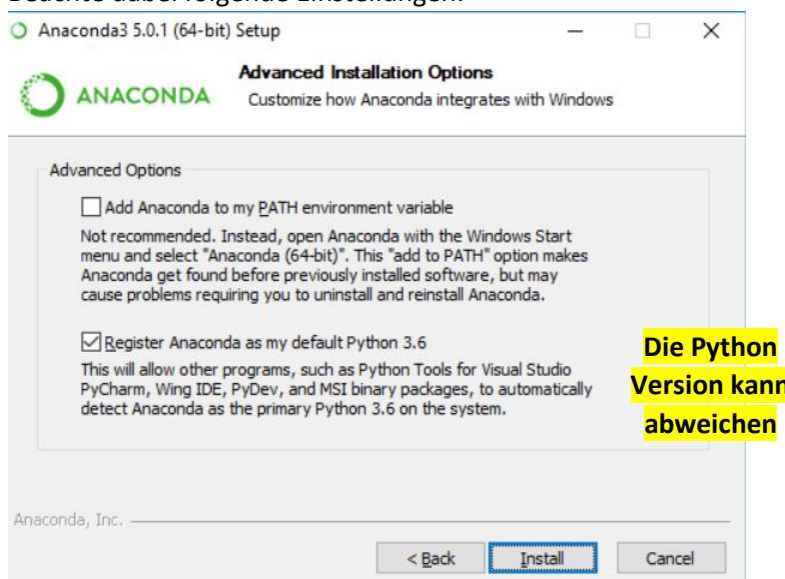 Beachte dabei folgende Einstellungen:
Anaconda3 5.0.1 (64-bit) Setup
ANACONDA
Advanced Installation Options
Customize how Anaconda integrates with Windows
Advanced Options
Add Anaconda to my PATH environment variable
Not recommended. Instead, open Anaconda with the Windows Start
menu and select "Anaconda (64-bit)". This "add to PATH" option makes
Anaconda get found before previously installed software, but may
cause problems requiring you to uninstall and reinstall Anaconda.
Register Anaconda as my default Python 3.6
This will allow other programs, such as Python Tools for Visual Studio
PyCharm, Wing IDE, PyDev, and MSI binary packages, to automatically
detect Anaconda as the primary Python 3.6 on the system.
Die Python
Version kann
abweichen
Anaconda, Inc.
< Back
Install
Cancel